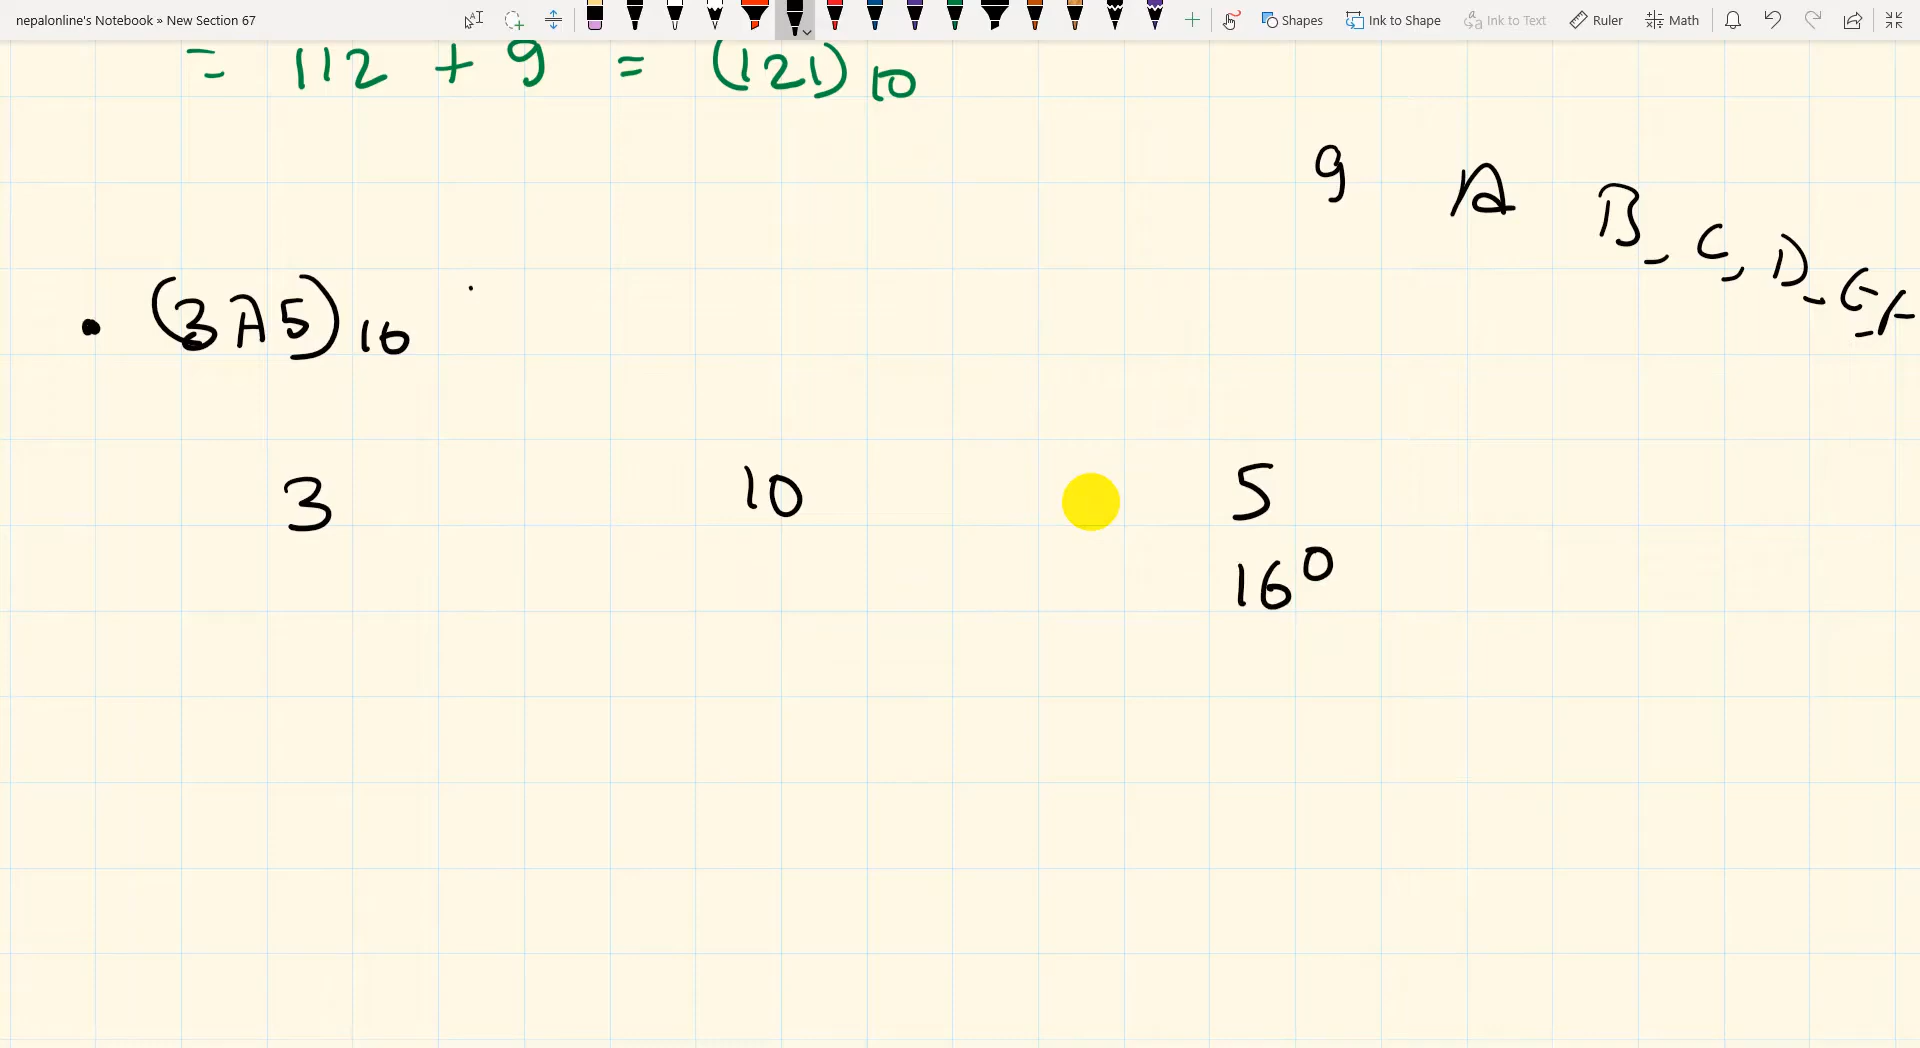 nepalonline's Notebook » New Section 67
Shapes Ink to Shape Ink to Text Ruler Math
= 112 + 9 = (121)10
9 A B, C, D, E, F
• (3A5)16
3 10 5
16⁰